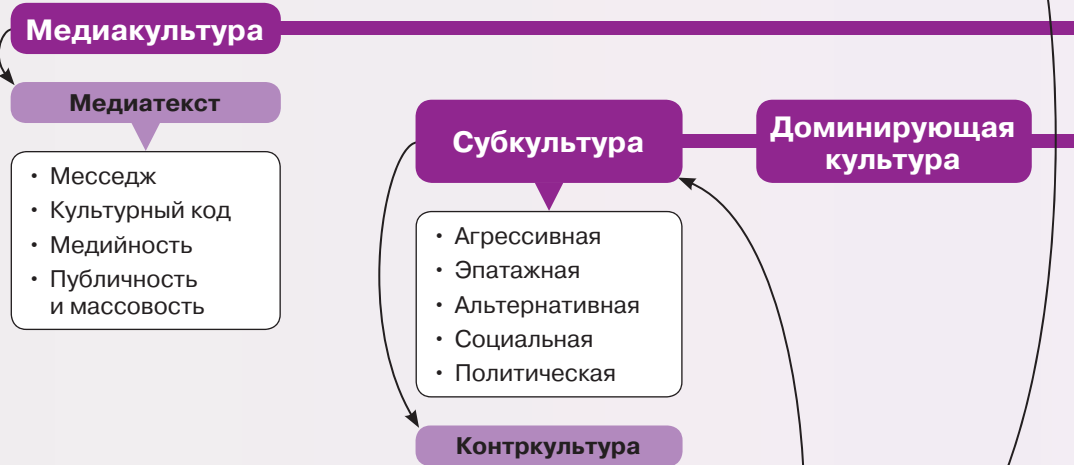 Медиакультура
Медиатекст
• Месседж
• Культурный код
• Медийность
• Публичность
и массовость
Субкультура
• Агрессивная
• Эпатажная
• Альтернативная
• Социальная
• Политическая
Контркультура
Доминирующая
культура